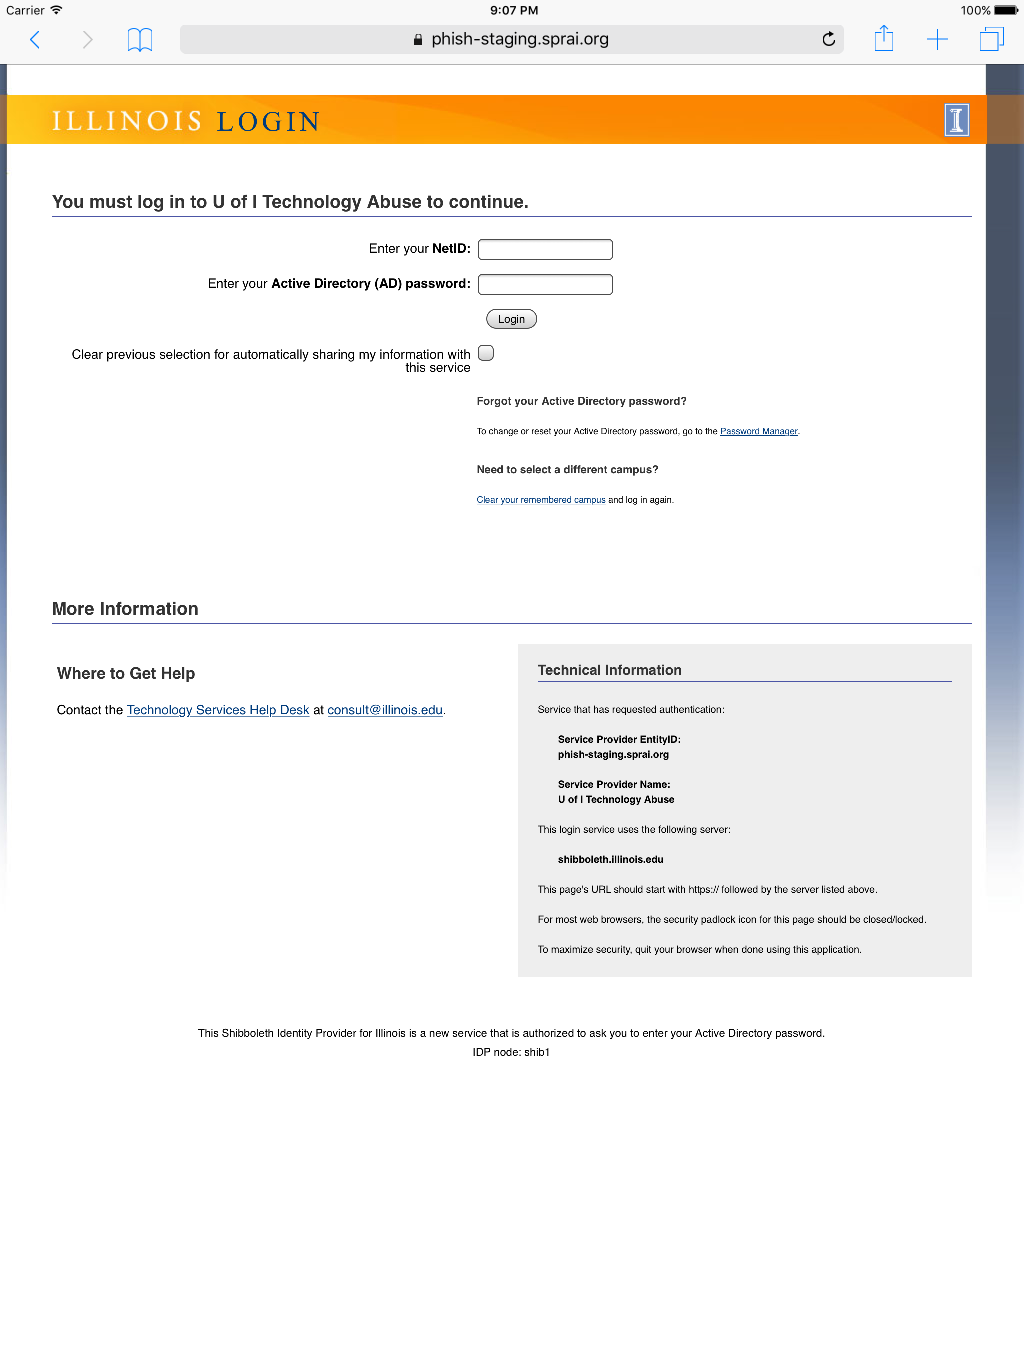 Carrier
9:07 PM
100%
phish-staging.sprai.org
ILLINOIS LOGIN
I
You must log in to U of I Technology Abuse to continue.
Enter your NetID:
Enter your Active Directory (AD) password:
Login
Clear previous selection for automatically sharing my information with
this service
Forgot your Active Directory password?
To change or reset your Active Directory password, go to the Password Manager.
Need to select a different campus?
Clear your remembered campus and log in again.
More Information
Where to Get Help
Contact the Technology Services Help Desk at consult@illinois.edu.
Technical Information
Service that has requested authentication:
Service Provider EntityID:
phish-staging.sprai.org
Service Provider Name:
U of I Technology Abuse
This login service uses the following server:
shibboleth.illinois.edu
This page's URL should start with https:// followed by the server listed above.
For most web browsers, the security padlock icon for this page should be closed/locked.
To maximize security, quit your browser when done using this application.
This Shibboleth Identity Provider for Illinois is a new service that is authorized to ask you to enter your Active Directory password.
IDP node: shib1